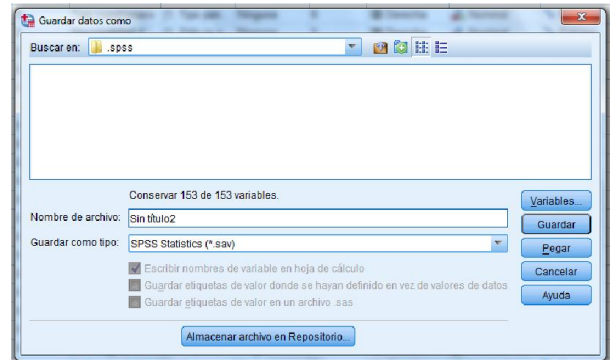 Guardar datos como
Buscar en: .spss
Conservar 153 de 153 variables.
Nombre de archivo: Sin título2
Guardar como tipo: SPSS Statistics (*.sav)
Escribir nombres de variable en hoja de cálculo
Guardar etiquetas de valor donde se hayan definido en vez de valores de datos
Guardar etiquetas de valor en un archivo .sas
Variables...
Guardar
Pegar
Cancelar
Ayuda
Almacenar archivo en Repositorio...